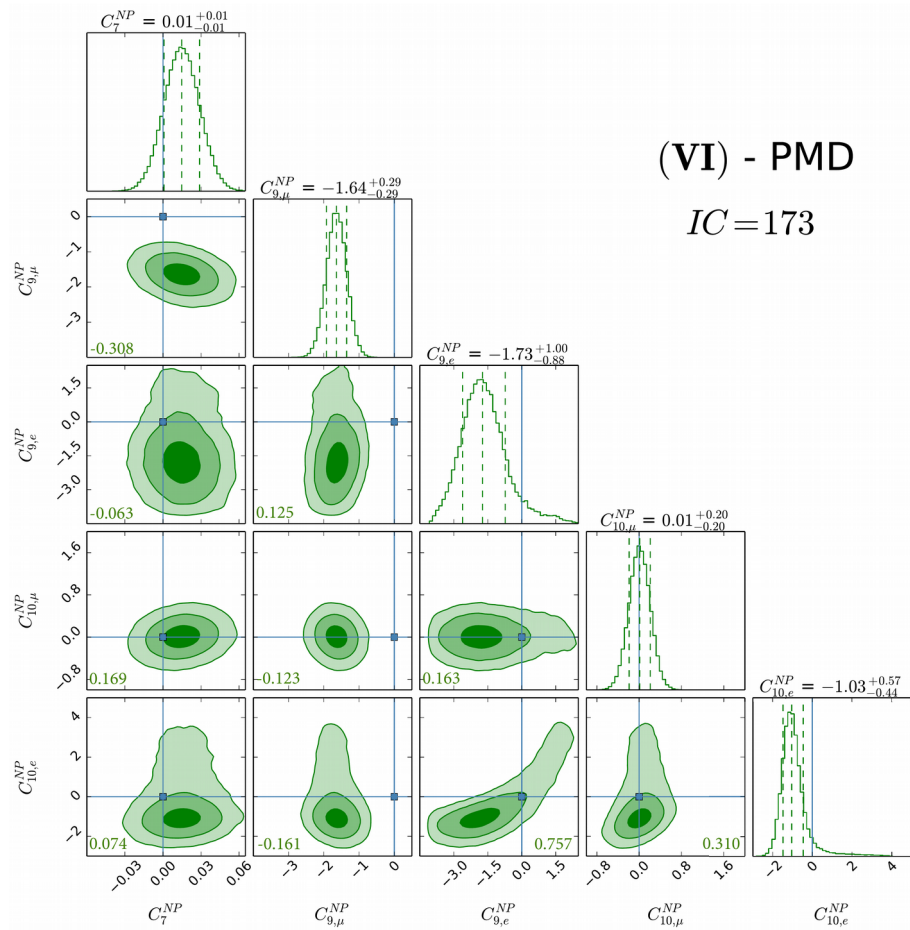 C_7^{NP} = 0.01^{+0.01}_{-0.01}
(VI) - PMD
C_{9,μ}^{NP} = −1.64^{+0.29}_{-0.29}
IC = 173
0
−1
−2
−3
C_{9,μ}^{NP}
-0.308
C_{9,e}^{NP} = −1.73^{+1.00}_{-0.88}
1.5
0.0
−1.5
−3.0
C_{9,e}^{NP}
-0.063
0.125
C_{10,μ}^{NP} = 0.01^{+0.20}_{-0.20}
1.6
0.8
0.0
−0.8
C_{10,μ}^{NP}
-0.169
-0.123
-0.163
C_{10,e}^{NP} = −1.03^{+0.57}_{-0.44}
4
2
0
−2
C_{10,e}^{NP}
0.074
-0.161
0.757
0.310
−0.03 0.00 0.03 0.06
−3 −2 −1 0
−3.0 −1.5 0.0 1.5
−0.8 0.0 0.8 1.6
−2 0 2 4
C_7^{NP}
C_{9,μ}^{NP}
C_{9,e}^{NP}
C_{10,μ}^{NP}
C_{10,e}^{NP}